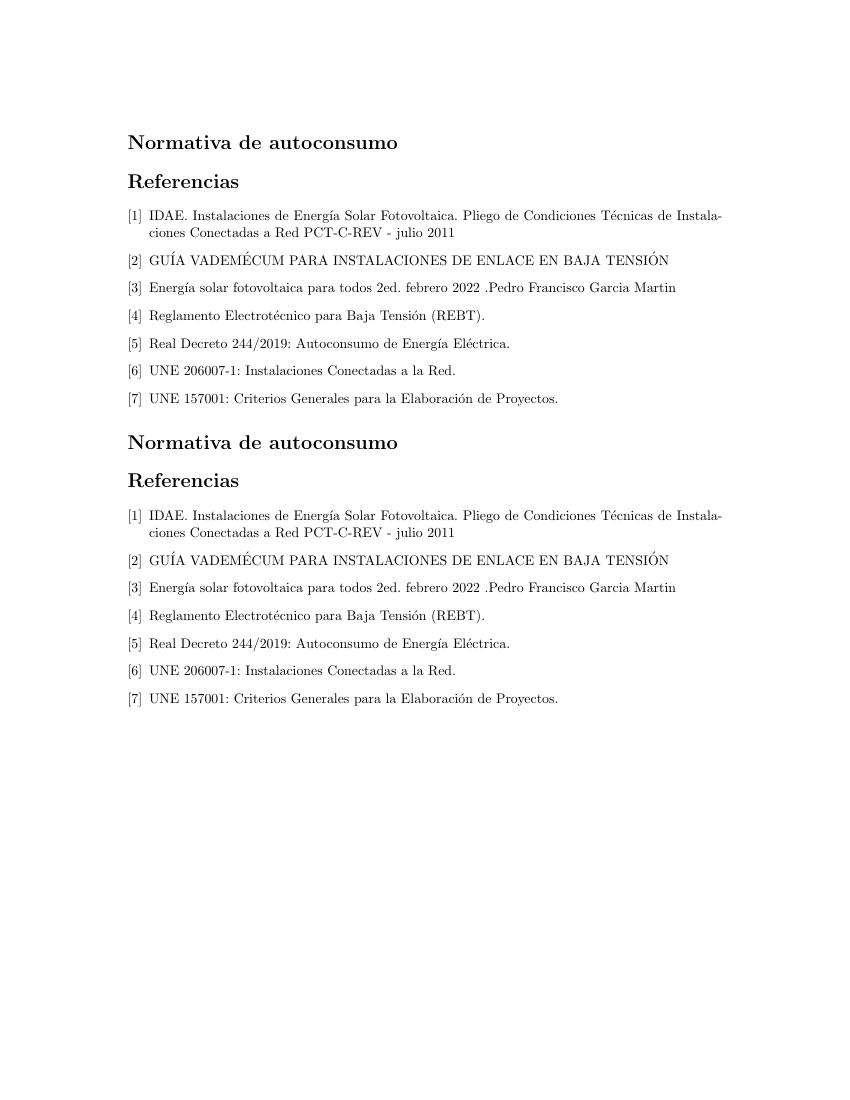 Normativa de autoconsumo
Referencias
[1] IDAE. Instalaciones de Energía Solar Fotovoltaica. Pliego de Condiciones Técnicas de Instala-
ciones Conectadas a Red PCT-C-REV - julio 2011
[2] GUÍA VADEMÉCUM PARA INSTALACIONES DE ENLACE EN BAJA TENSIÓN
[3] Energía solar fotovoltaica para todos 2ed. febrero 2022 .Pedro Francisco Garcia Martin
[4] Reglamento Electrotécnico para Baja Tensión (REBT).
[5] Real Decreto 244/2019: Autoconsumo de Energía Eléctrica.
[6] UNE 206007-1: Instalaciones Conectadas a la Red.
[7] UNE 157001: Criterios Generales para la Elaboración de Proyectos.
Normativa de autoconsumo
Referencias
[1] IDAE. Instalaciones de Energía Solar Fotovoltaica. Pliego de Condiciones Técnicas de Instala-
ciones Conectadas a Red PCT-C-REV - julio 2011
[2] GUÍA VADEMÉCUM PARA INSTALACIONES DE ENLACE EN BAJA TENSIÓN
[3] Energía solar fotovoltaica para todos 2ed. febrero 2022 .Pedro Francisco Garcia Martin
[4] Reglamento Electrotécnico para Baja Tensión (REBT).
[5] Real Decreto 244/2019: Autoconsumo de Energía Eléctrica.
[6] UNE 206007-1: Instalaciones Conectadas a la Red.
[7] UNE 157001: Criterios Generales para la Elaboración de Proyectos.